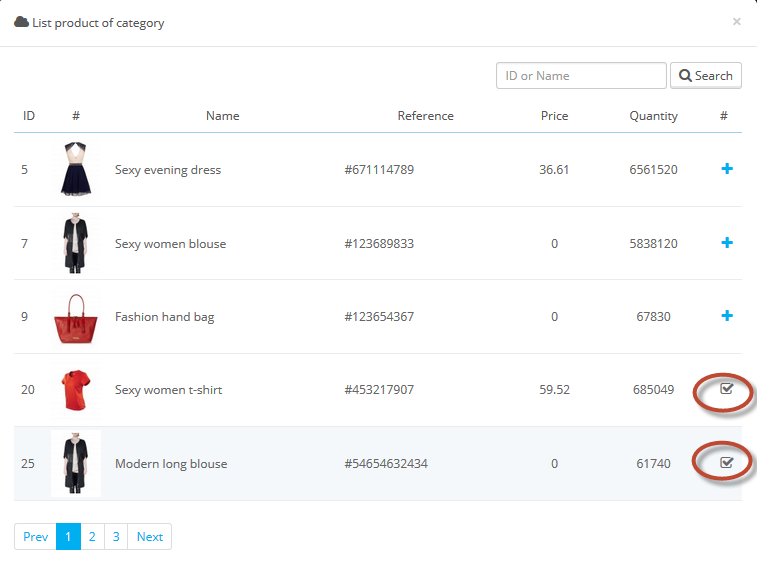 List product of category ×
ID or Name Search
ID # Name Reference Price Quantity #
5 Sexy evening dress #671114789 36.61 6561520 +
7 Sexy women blouse #123689833 0 5838120 +
9 Fashion hand bag #123654367 0 67830 +
20 Sexy women t-shirt #453217907 59.52 685049
25 Modern long blouse #54654632434 0 61740
Prev 1 2 3 Next